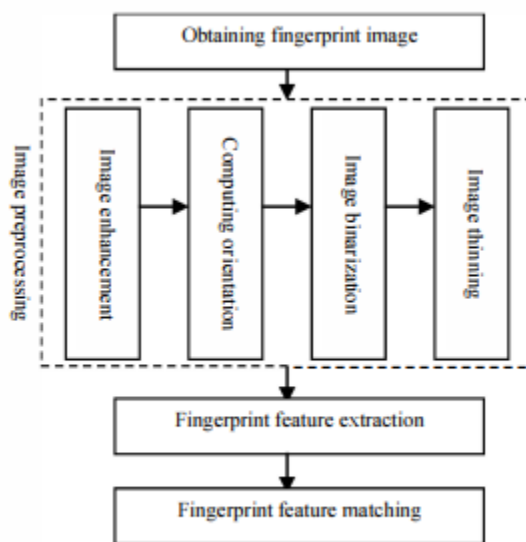 Obtaining fingerprint image
Image preprocessing
Image enhancement
Computing orientation
Image binarization
Image thinning
Fingerprint feature extraction
Fingerprint feature matching